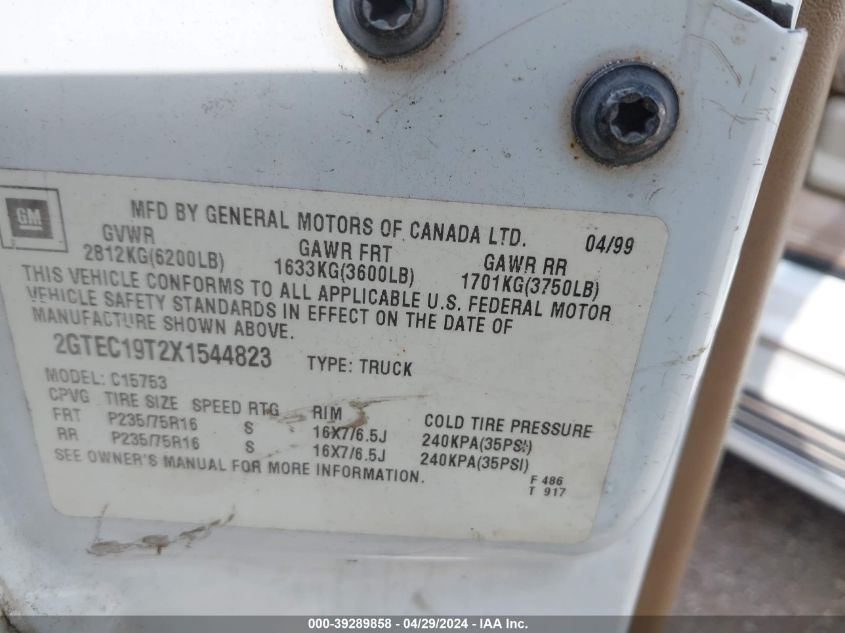 GM
MFD BY GENERAL MOTORS OF CANADA LTD. 04/99
GVWR GAWR FRT GAWR RR
2812KG(6200LB) 1633KG(3600LB) 1701KG(3750LB)
THIS VEHICLE CONFORMS TO ALL APPLICABLE U.S. FEDERAL MOTOR
VEHICLE SAFETY STANDARDS IN EFFECT ON THE DATE OF
MANUFACTURE SHOWN ABOVE.
2GTEC19T2X1544823 TYPE: TRUCK
MODEL: C15753
CPVG TIRE SIZE SPEED RTG RIM COLD TIRE PRESSURE
FRT P235/75R16 S 16X7/6.5J 240KPA(35PSI)
RR P235/75R16 S 16X7/6.5J 240KPA(35PSI)
SEE OWNER'S MANUAL FOR MORE INFORMATION.
F 486
T 917
000-39289858 - 04/29/2024 - IAA Inc.